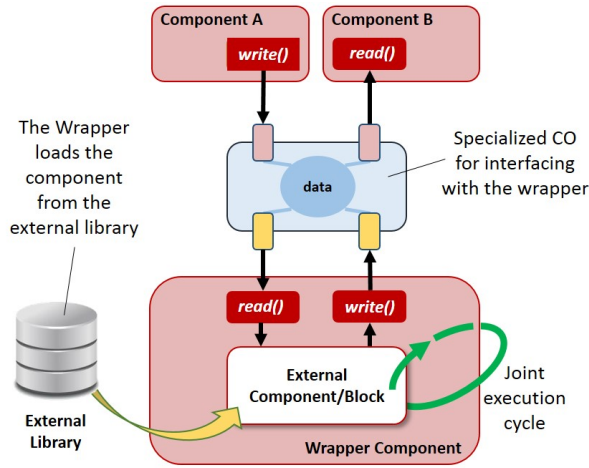 Component A
write()
Component B
read()
The Wrapper
loads the
component
from the
external library
Specialized CO
for interfacing
with the wrapper
data
read()
write()
External
Component/Block
Joint
execution
cycle
External
Library
Wrapper Component